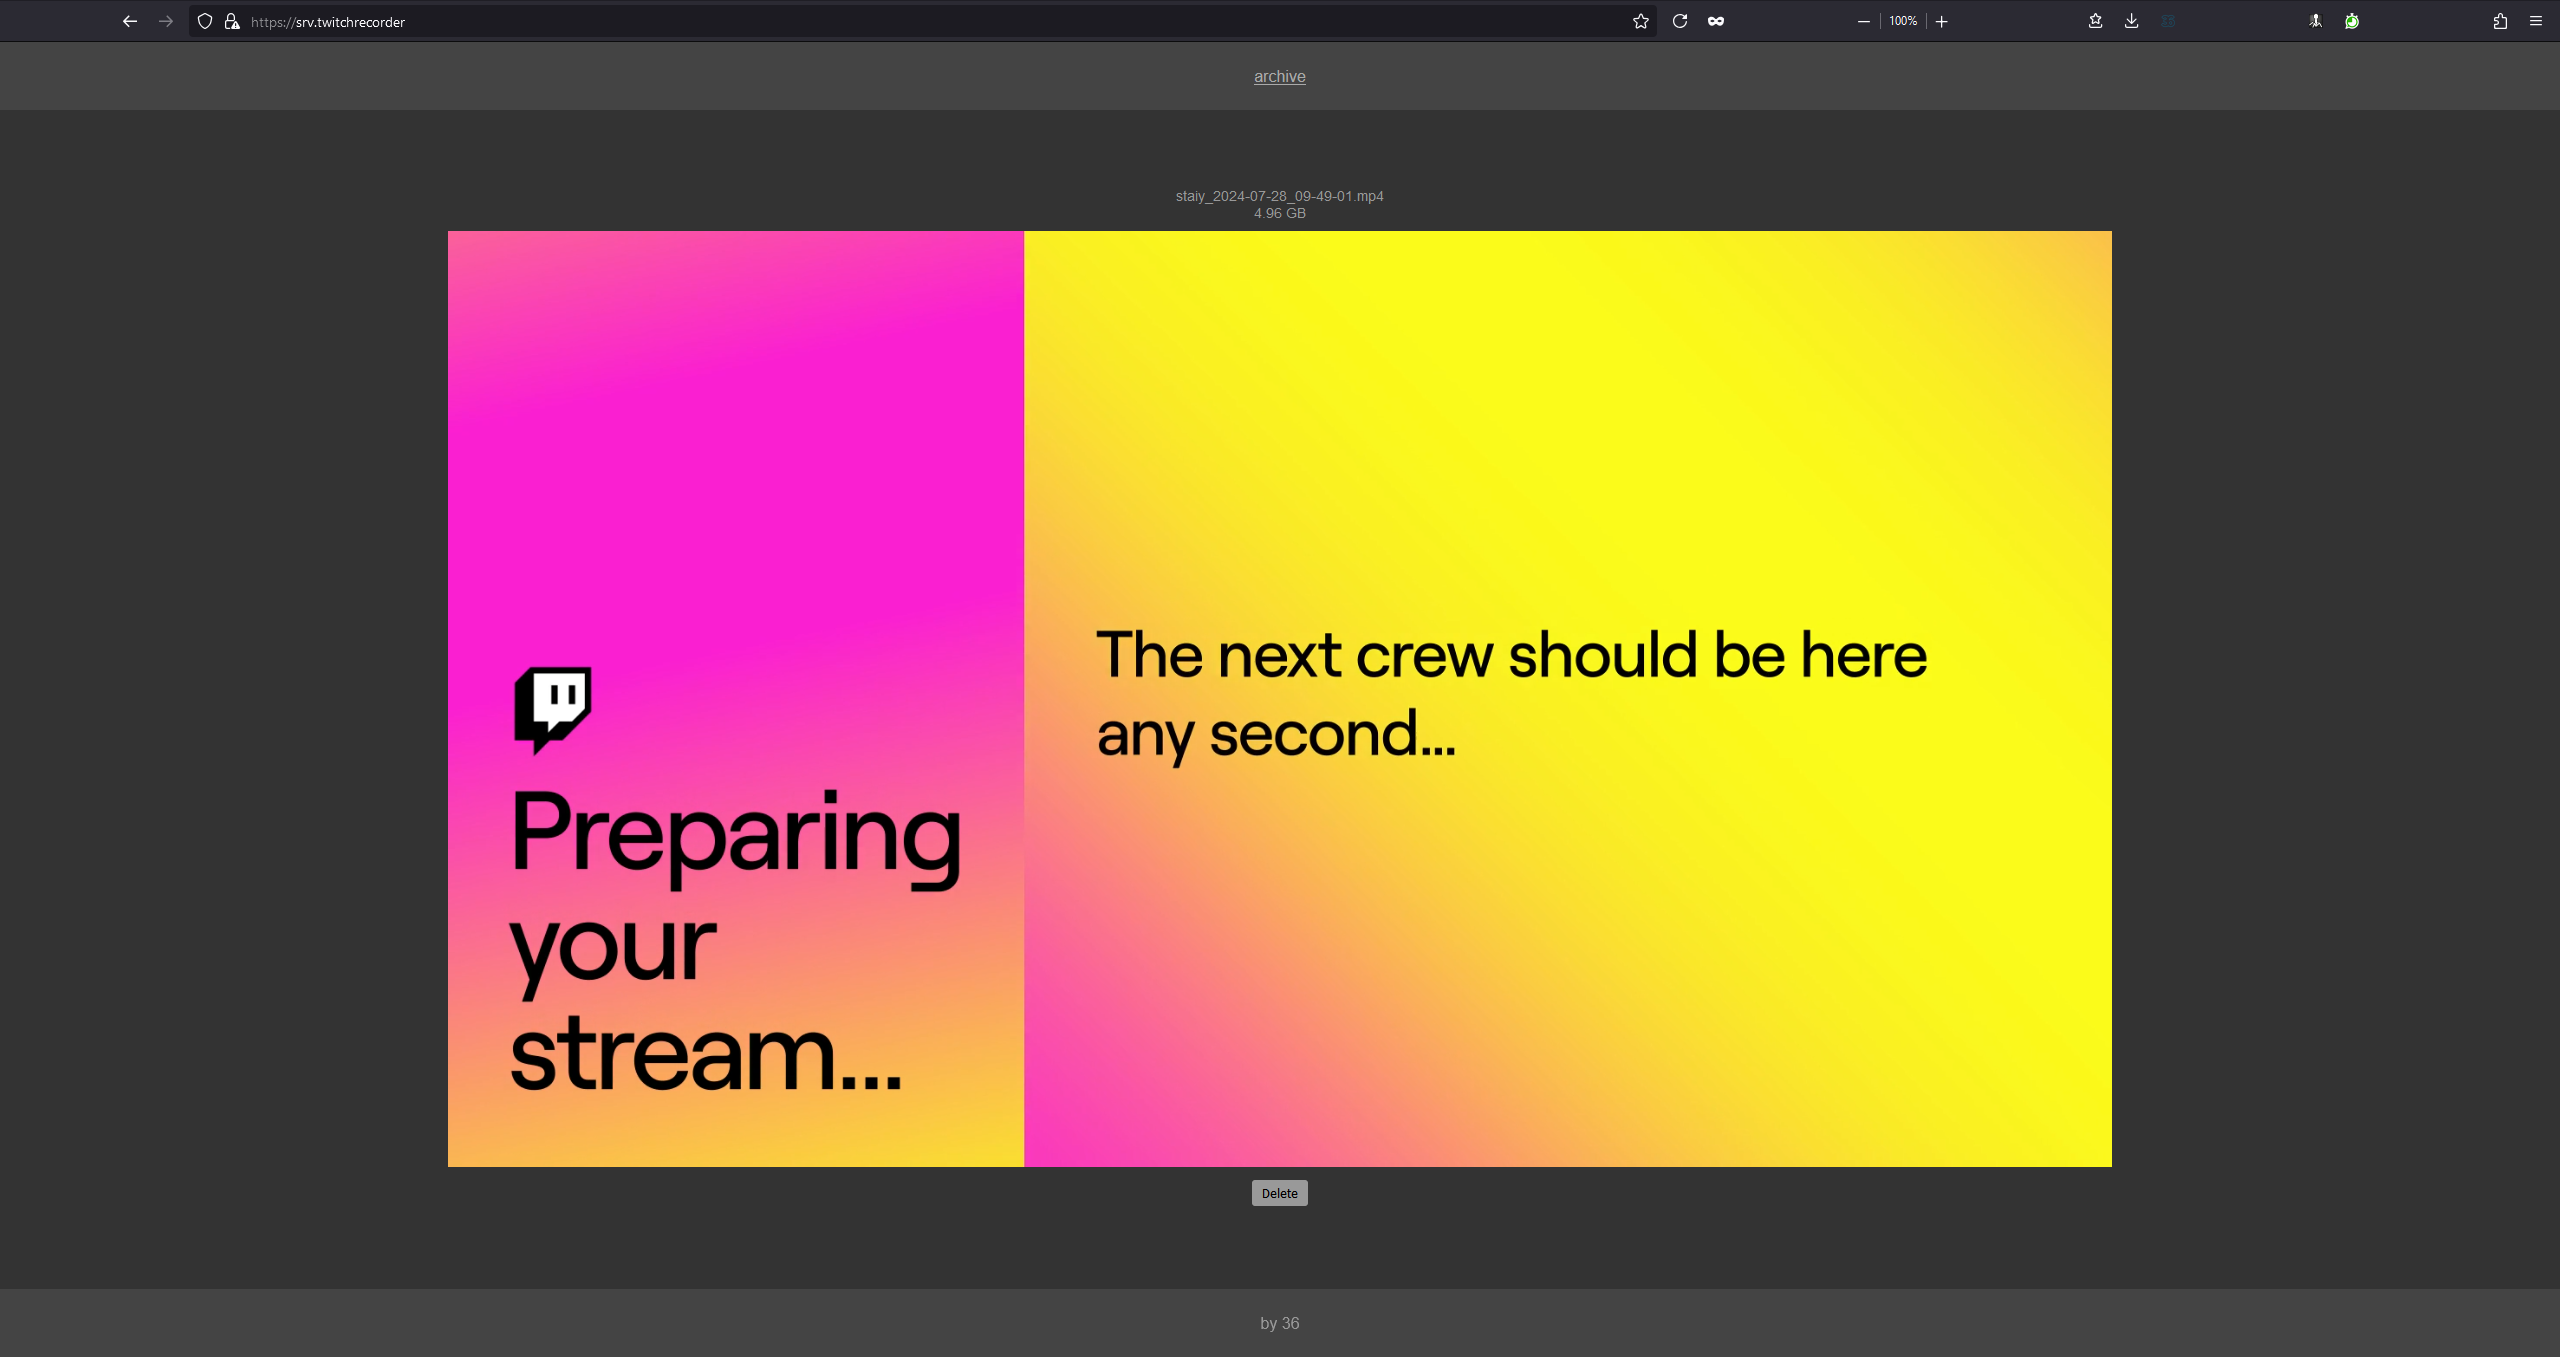 https://srv.twitchrecorder
100%
archive
staiy_2024-07-28_09-49-01.mp4
4.96 GB
Preparing
your
stream...
The next crew should be here
any second...
Delete
by 36